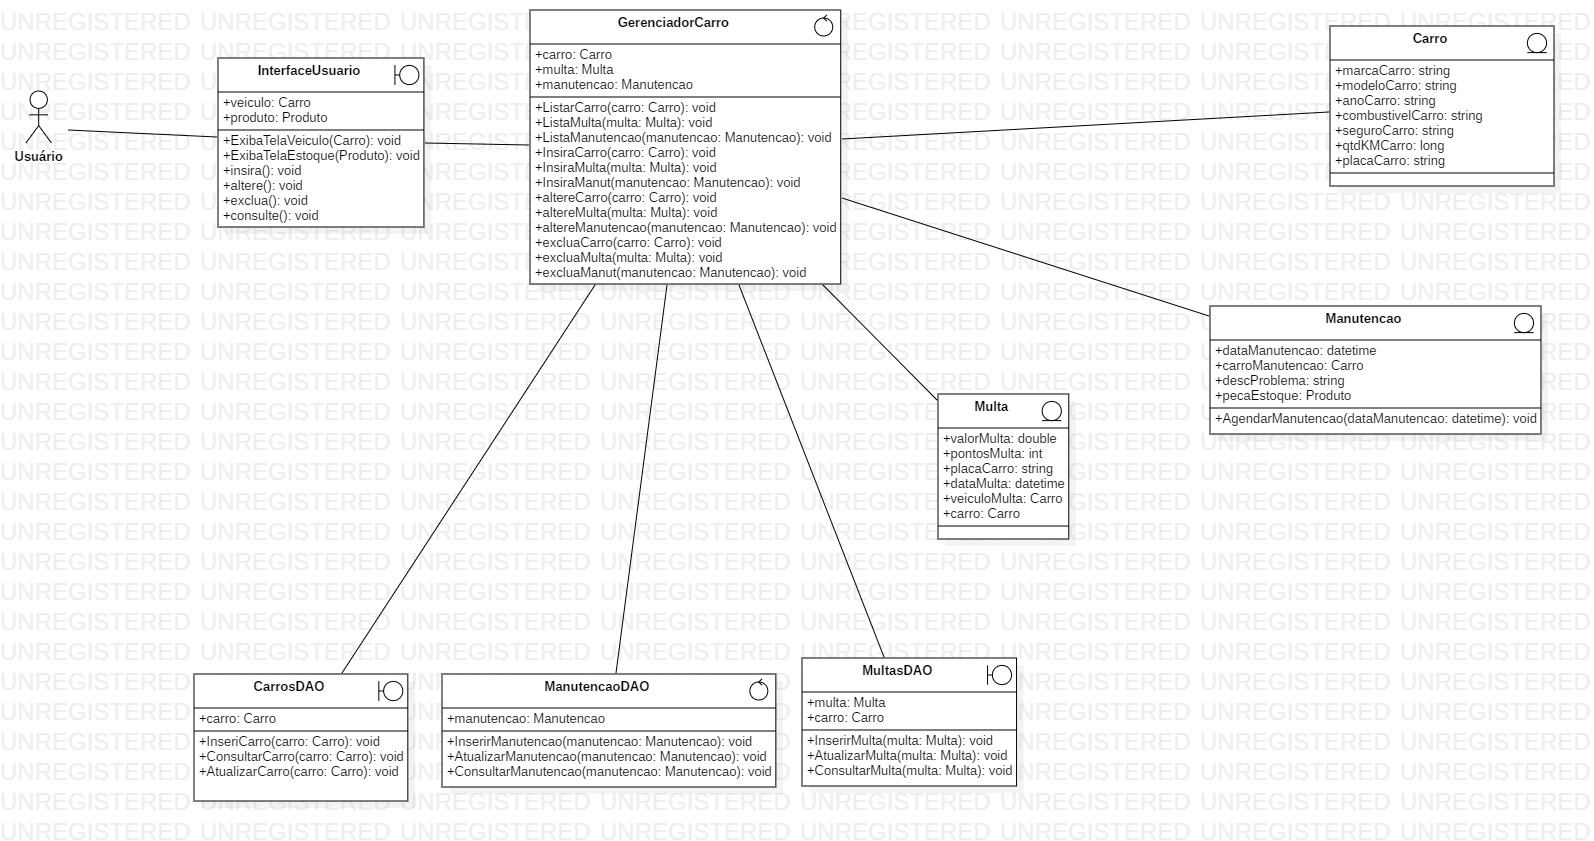 Usuário
InterfaceUsuario
+veiculo: Carro
+produto: Produto
+ExibaTelaVeiculo(Carro): void
+ExibaTelaEstoque(Produto): void
+insira(): void
+altere(): void
+exclua(): void
+consulte(): void
GerenciadorCarro
+carro: Carro
+multa: Multa
+manutencao: Manutencao
+ListarCarro(carro: Carro): void
+ListaMulta(multa: Multa): void
+ListaManutencao(manutencao: Manutencao): void
+InsiraCarro(carro: Carro): void
+InsiraMulta(multa: Multa): void
+InsiraManut(manutencao: Manutencao): void
+altereCarro(carro: Carro): void
+altereMulta(multa: Multa): void
+altereManutencao(manutencao: Manutencao): void
+excluaCarro(carro: Carro): void
+excluaMulta(multa: Multa): void
+excluaManut(manutencao: Manutencao): void
Carro
+marcaCarro: string
+modeloCarro: string
+anoCarro: string
+combustivelCarro: string
+seguroCarro: string
+qtdKMCarro: long
+placaCarro: string
Manutencao
+dataManutencao: datetime
+carroManutencao: Carro
+descProblema: string
+pecaEstoque: Produto
+AgendarManutencao(dataManutencao: datetime): void
Multa
+valorMulta: double
+pontosMulta: int
+placaCarro: string
+dataMulta: datetime
+veiculoMulta: Carro
+carro: Carro
CarrosDAO
+carro: Carro
+InseriCarro(carro: Carro): void
+ConsultarCarro(carro: Carro): void
+AtualizarCarro(carro: Carro): void
ManutencaoDAO
+manutencao: Manutencao
+InserirManutencao(manutencao: Manutencao): void
+AtualizarManutencao(manutencao: Manutencao): void
+ConsultarManutencao(manutencao: Manutencao): void
MultasDAO
+multa: Multa
+carro: Carro
+InserirMulta(multa: Multa): void
+AtualizarMulta(multa: Multa): void
+ConsultarMulta(multa: Multa): void
UNREGISTERED